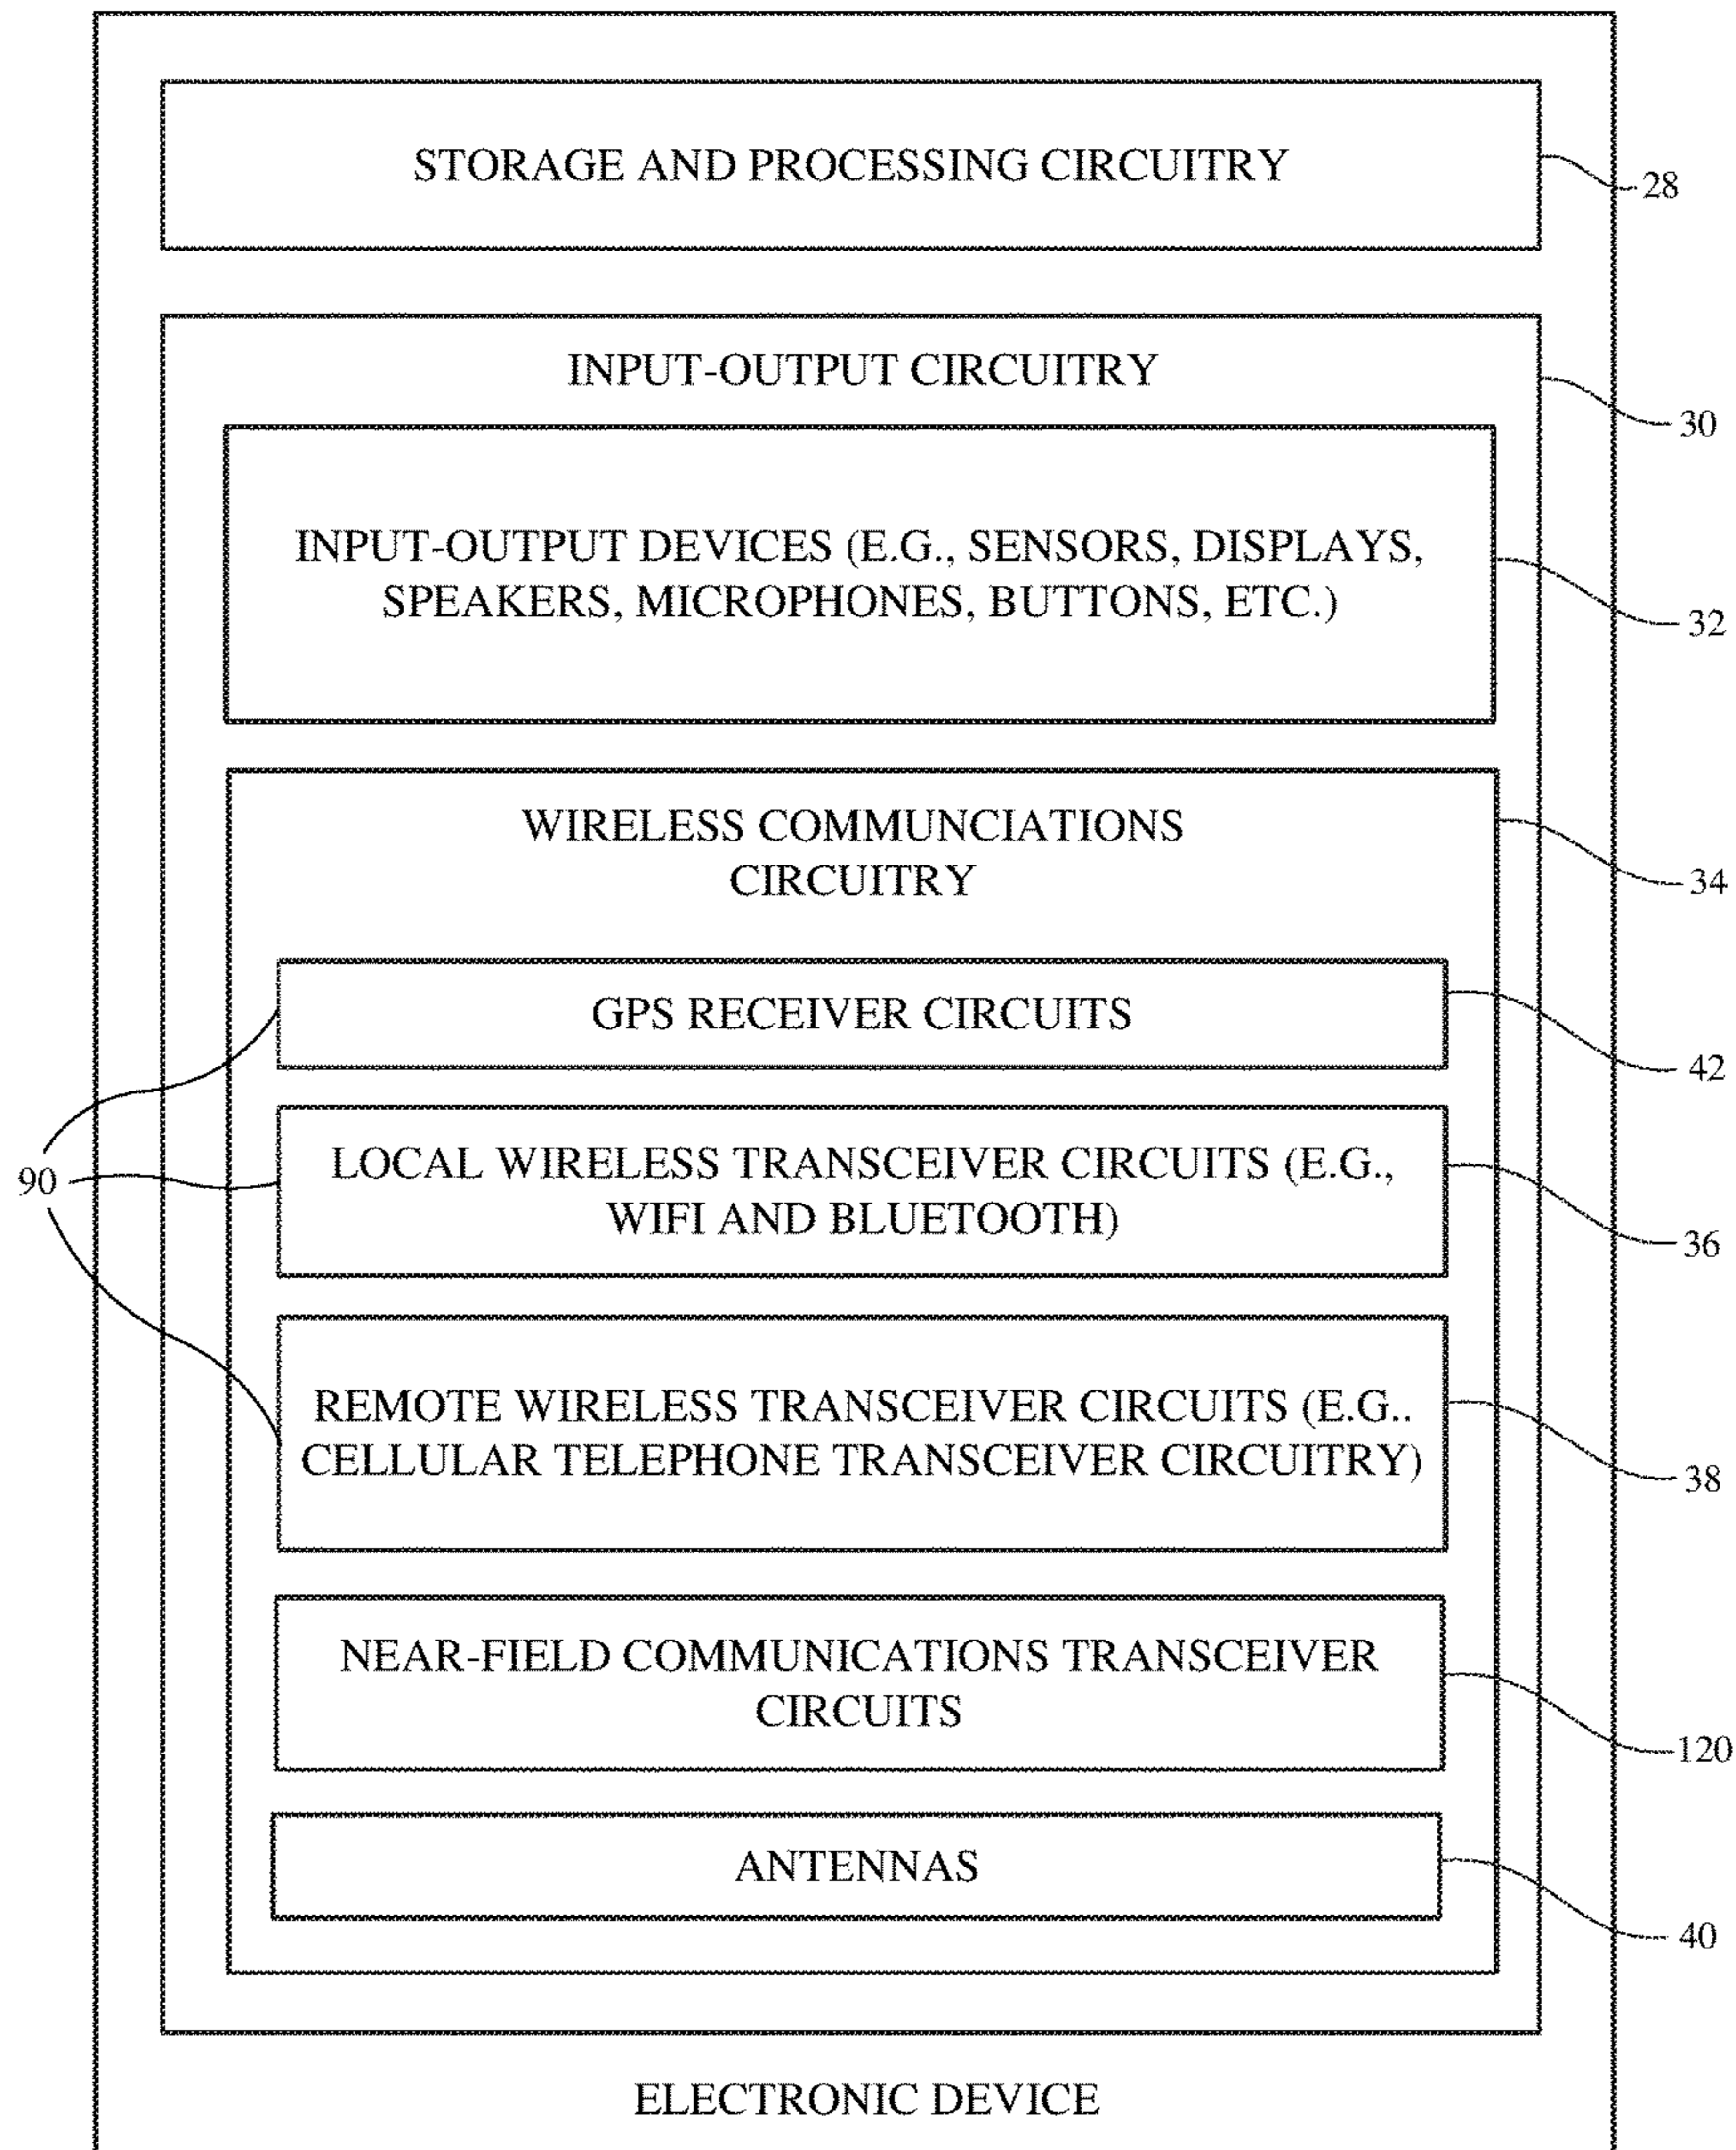 STORAGE AND PROCESSING CIRCUITRY
28
INPUT-OUTPUT CIRCUITRY
30
INPUT-OUTPUT DEVICES (E.G., SENSORS, DISPLAYS,
SPEAKERS, MICROPHONES, BUTTONS, ETC.)
32
WIRELESS COMMUNCIATIONS
CIRCUITRY
34
GPS RECEIVER CIRCUITS
42
90
LOCAL WIRELESS TRANSCEIVER CIRCUITS (E.G.,
WIFI AND BLUETOOTH)
36
REMOTE WIRELESS TRANSCEIVER CIRCUITS (E.G..
CELLULAR TELEPHONE TRANSCEIVER CIRCUITRY)
38
NEAR-FIELD COMMUNICATIONS TRANSCEIVER
CIRCUITS
120
ANTENNAS
40
ELECTRONIC DEVICE